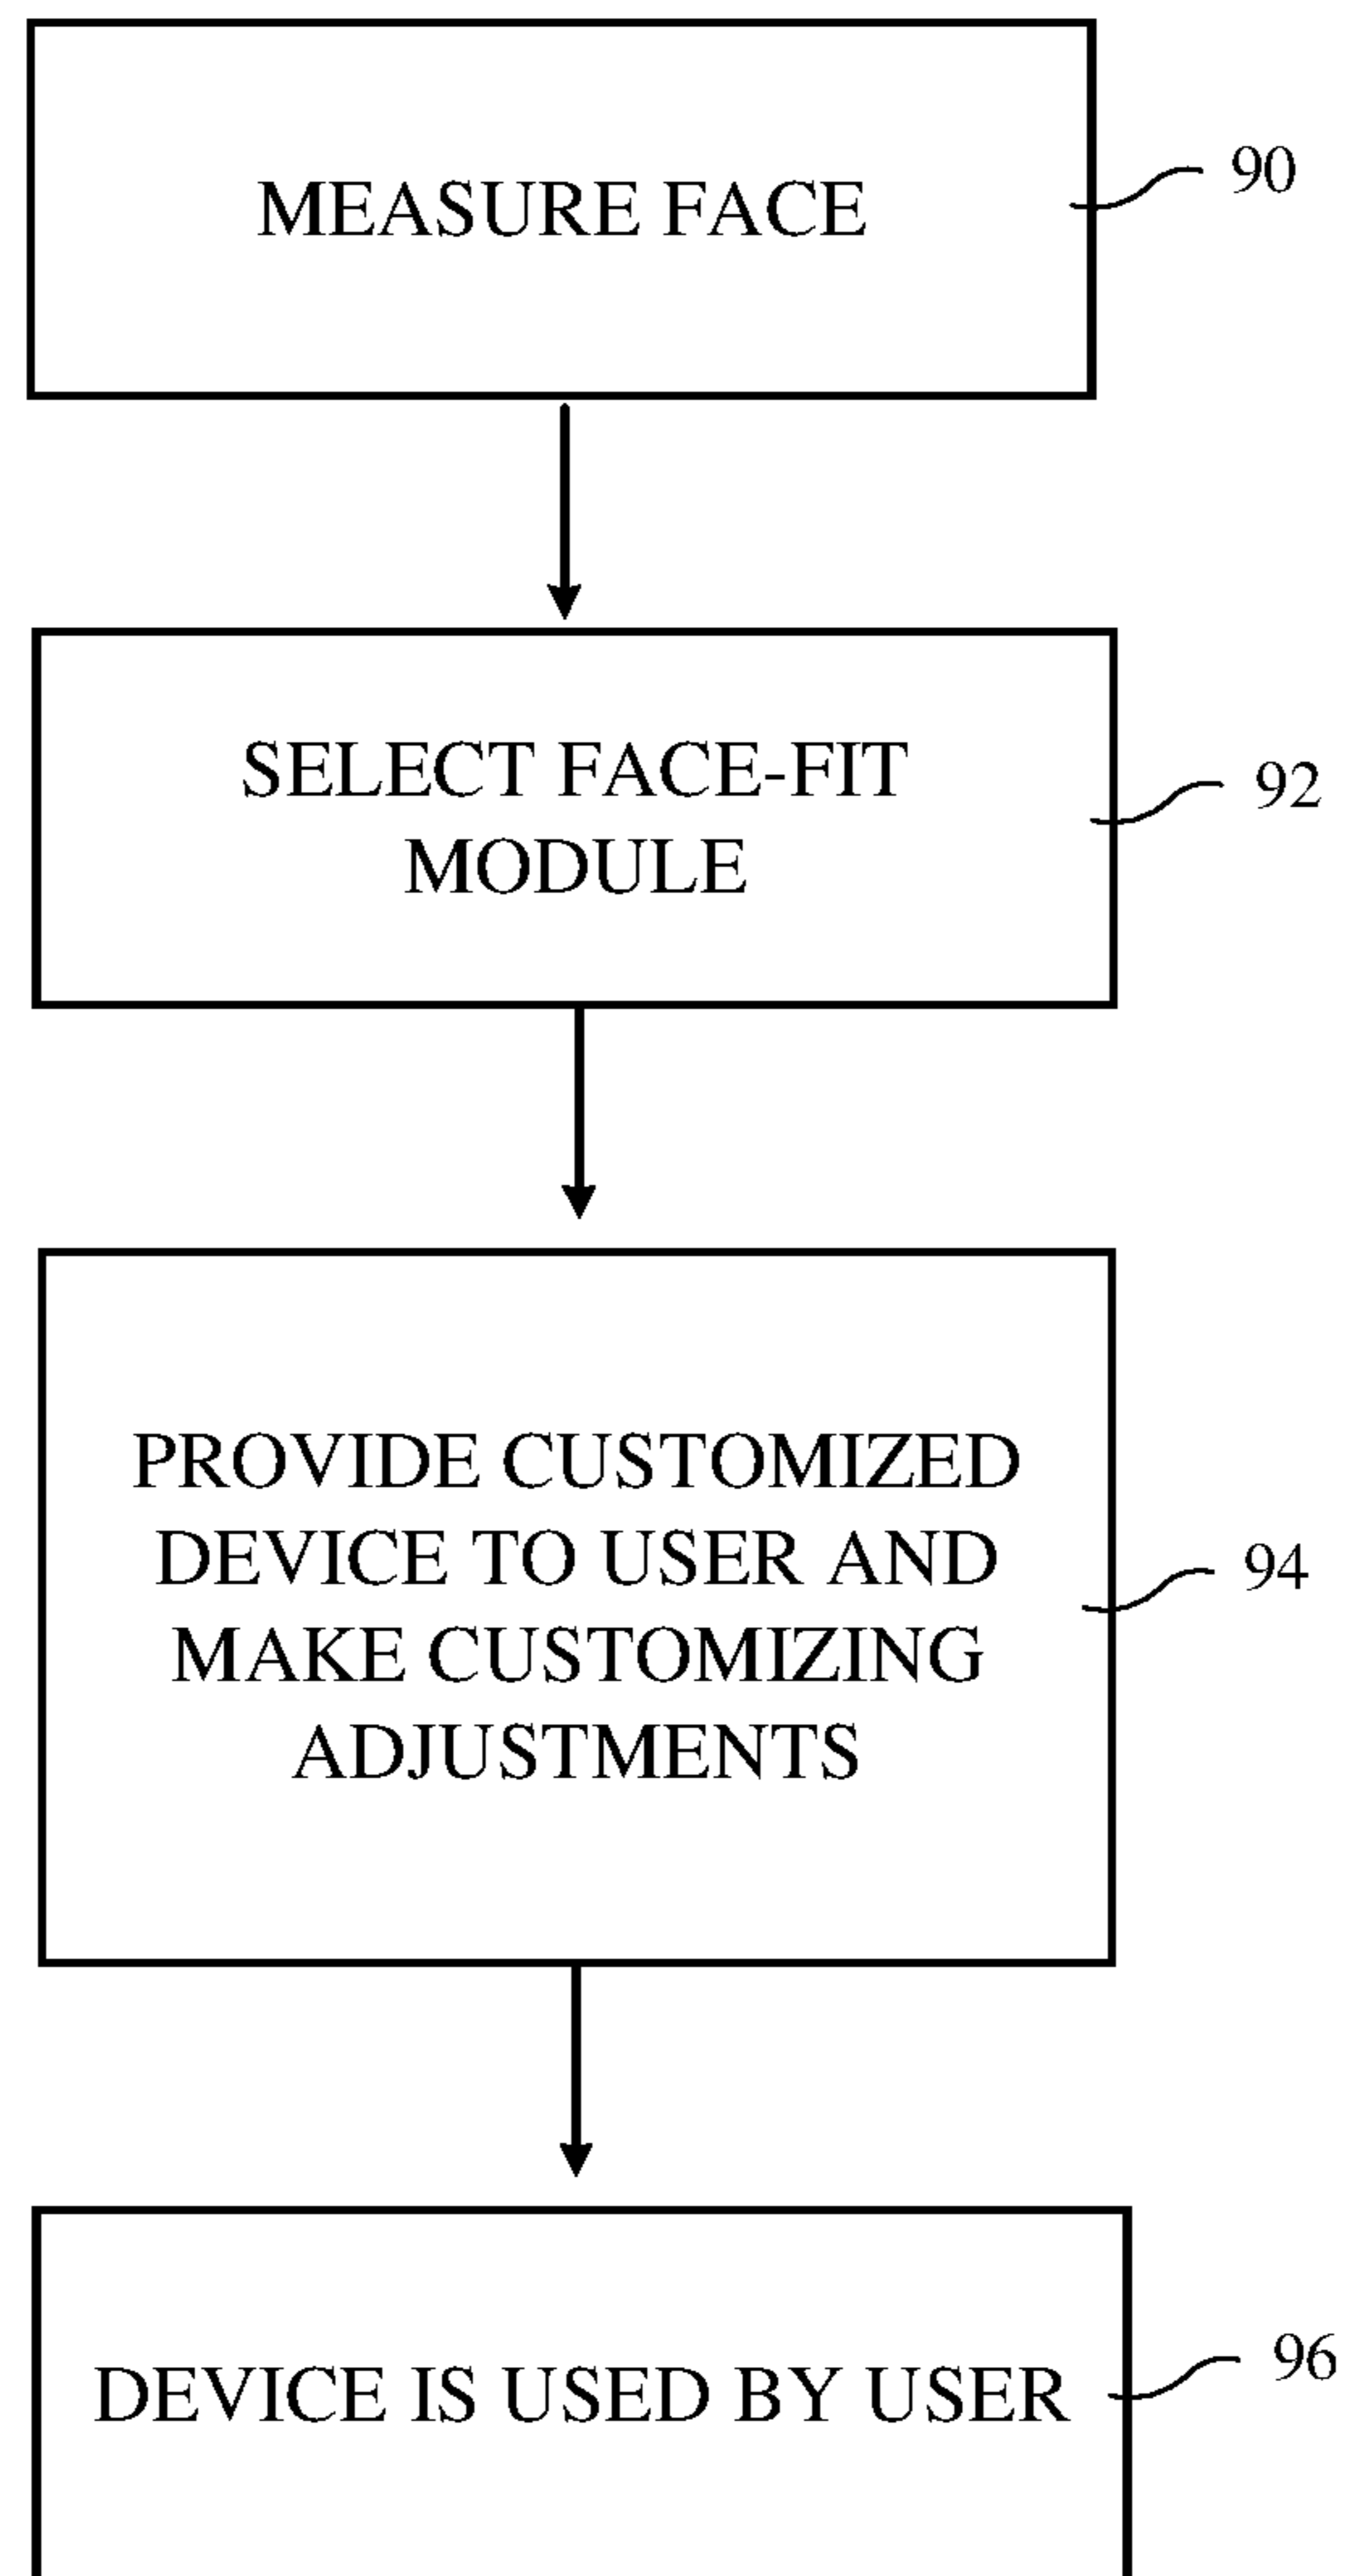 MEASURE FACE
90
SELECT FACE-FIT
MODULE
92
PROVIDE CUSTOMIZED
DEVICE TO USER AND
MAKE CUSTOMIZING
ADJUSTMENTS
94
DEVICE IS USED BY USER
96